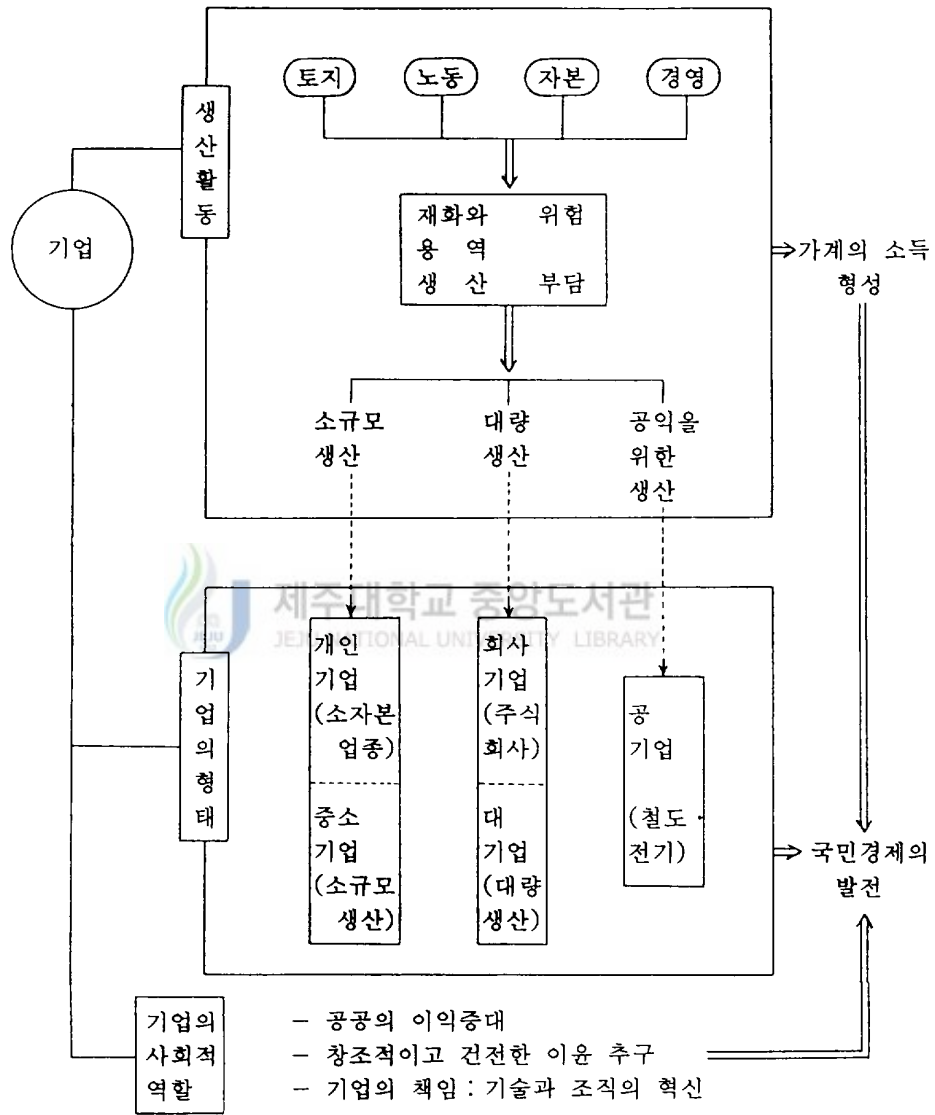 토지 노동 자본 경영
생
산
활
동
기업
재화와 위험
용 역
생 산 부담
⇒가계의 소득
형성
소규모
생산
대량
생산
공익을
위한
생산
제주대학교 중앙도서관
JEJU NATIONAL UNIVERSITY LIBRARY
JEJU
기
업
의
형
태
개인
기업
(소자본
업종)
중소
기업
(소규모
생산)
회사
기업
(주식
회사)
대
기업
(대량
생산)
공
기업
(철도·
전기)
⇒ 국민경제의
발전
기업의
사회적
역할
- 공공의 이익증대
- 창조적이고 건전한 이윤 추구
- 기업의 책임 : 기술과 조직의 혁신